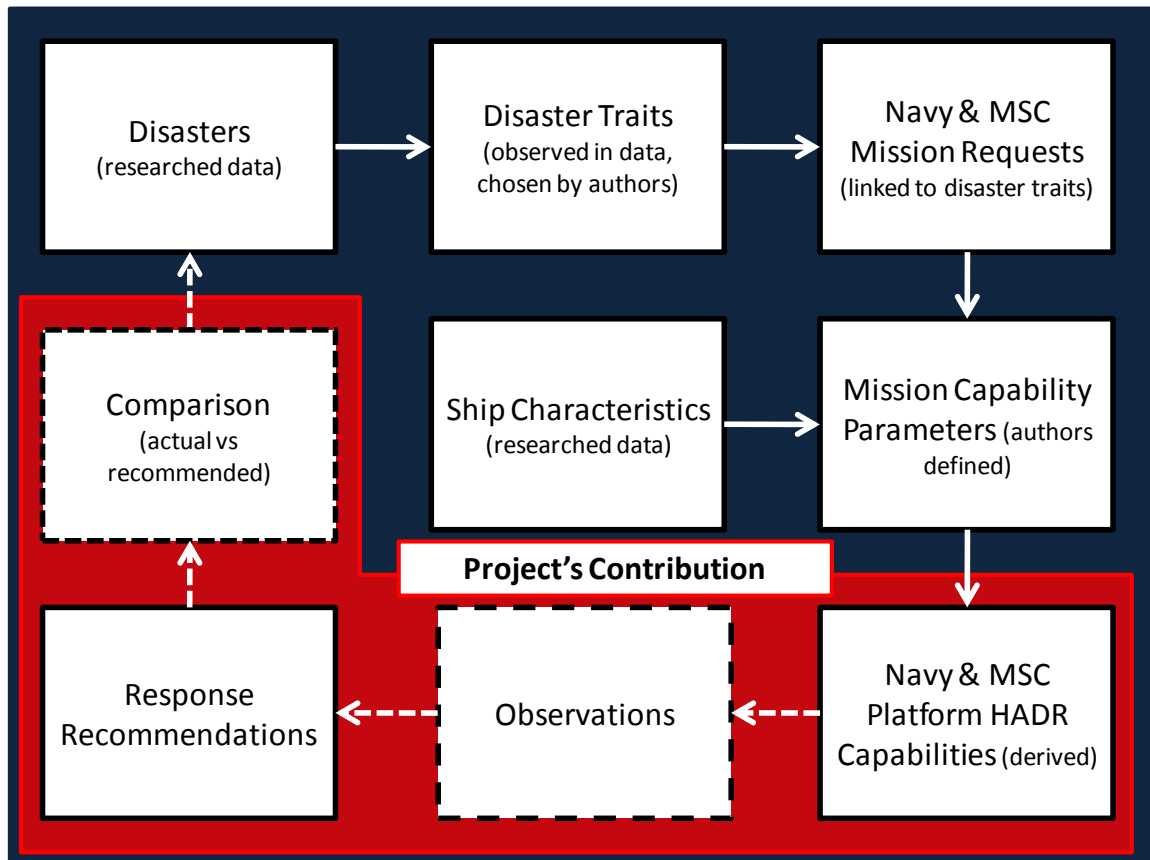 Disasters
(researched data)
Disaster Traits
(observed in data,
chosen by authors)
Navy & MSC
Mission Requests
(linked to disaster traits)
Comparison
(actual vs
recommended)
Ship Characteristics
(researched data)
Mission Capability
Parameters (authors
defined)
Project's Contribution
Response
Recommendations
Observations
Navy & MSC
Platform HADR
Capabilities (derived)